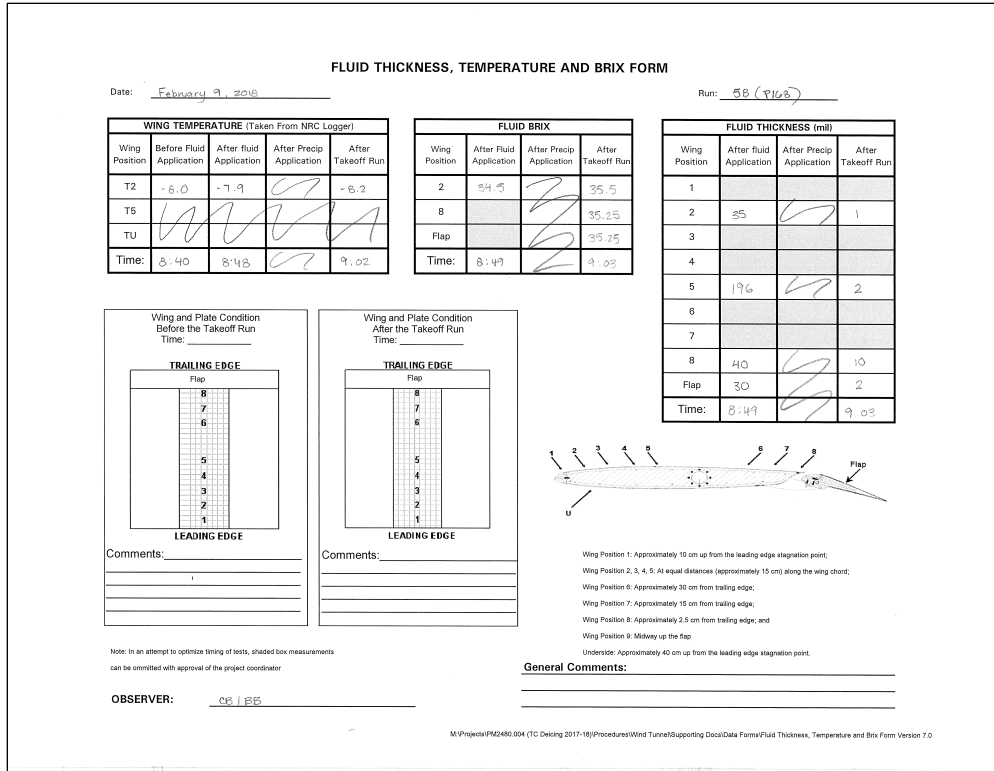 FLUID THICKNESS, TEMPERATURE AND BRIX FORM
Date: February 9, 2018
Run: 58 (P168)
WING TEMPERATURE (Taken From NRC Logger)
Wing Position Before Fluid Application After fluid Application After Precip Application After Takeoff Run
T2 -8.0 -7.9 -8.2
T5
TU
Time: 8:40 8:48 9:02
FLUID BRIX
Wing Position After Fluid Application After Precip Application After Takeoff Run
2 34.5 35.5
8 35.25
Flap 35.25
Time: 8:49 9:03
FLUID THICKNESS (mil)
Wing Position After fluid Application After Precip Application After Takeoff Run
1
2 35 1
3
4
5 196 2
6
7
8 40 10
Flap 30 2
Time: 8:49 9:03
Wing and Plate Condition
Before the Takeoff Run
Time:
TRAILING EDGE
Flap
8
7
6
5
4
3
2
1
LEADING EDGE
Comments:
Wing and Plate Condition
After the Takeoff Run
Time:
TRAILING EDGE
Flap
8
7
6
5
4
3
2
1
LEADING EDGE
Comments:
1 2 3 4 5 6 7 8 Flap
U
Wing Position 1: Approximately 10 cm up from the leading edge stagnation point;
Wing Position 2, 3, 4, 5: At equal distances (approximately 15 cm) along the wing chord;
Wing Position 6: Approximately 30 cm from trailing edge;
Wing Position 7: Approximately 15 cm from trailing edge;
Wing Position 8: Approximately 2.5 cm from trailing edge; and
Wing Position 9: Midway up the flap
Underside: Approximately 40 cm up from the leading edge stagnation point.
Note: In an attempt to optimize timing of tests, shaded box measurements
can be ommitted with approval of the project coordinator
General Comments:
OBSERVER: CB / BB
M:\Projects\PM2480.004 (TC Deicing 2017-18)\Procedures\Wind Tunnel\Supporting Docs\Data Forms\Fluid Thickness, Temperature and Brix Form Version 7.0